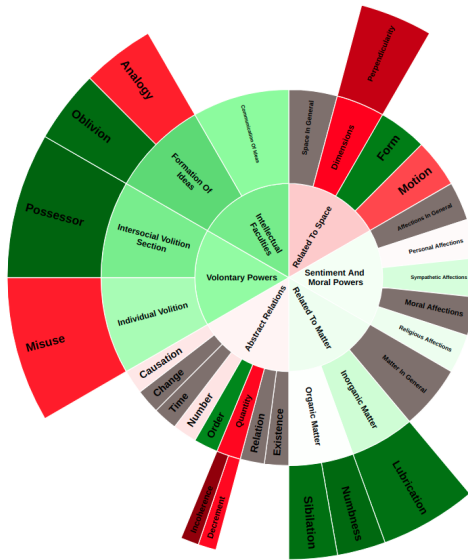 Perpendicularity
Analogy
Communication Of Ideas
Space In General
Dimensions
Form
Oblivion
Formation Of
Ideas
Motion
Intellectual
Faculties
Related To Space
Affections In General
Possessor
Intersocial Volition
Section
Personal Affections
Volontary Powers
Sentiment And
Moral Powers
Sympathetic Affections
Individual Volition
Abstract Relations
Related To Matter
Moral Affections
Misuse
Religious Affections
Causation
Change
Time
Number
Order
Quantity
Relation
Existence
Organic Matter
Inorganic Matter
Matter In General
Incoherence
Decrement
Sibilation
Numbness
Lubrication